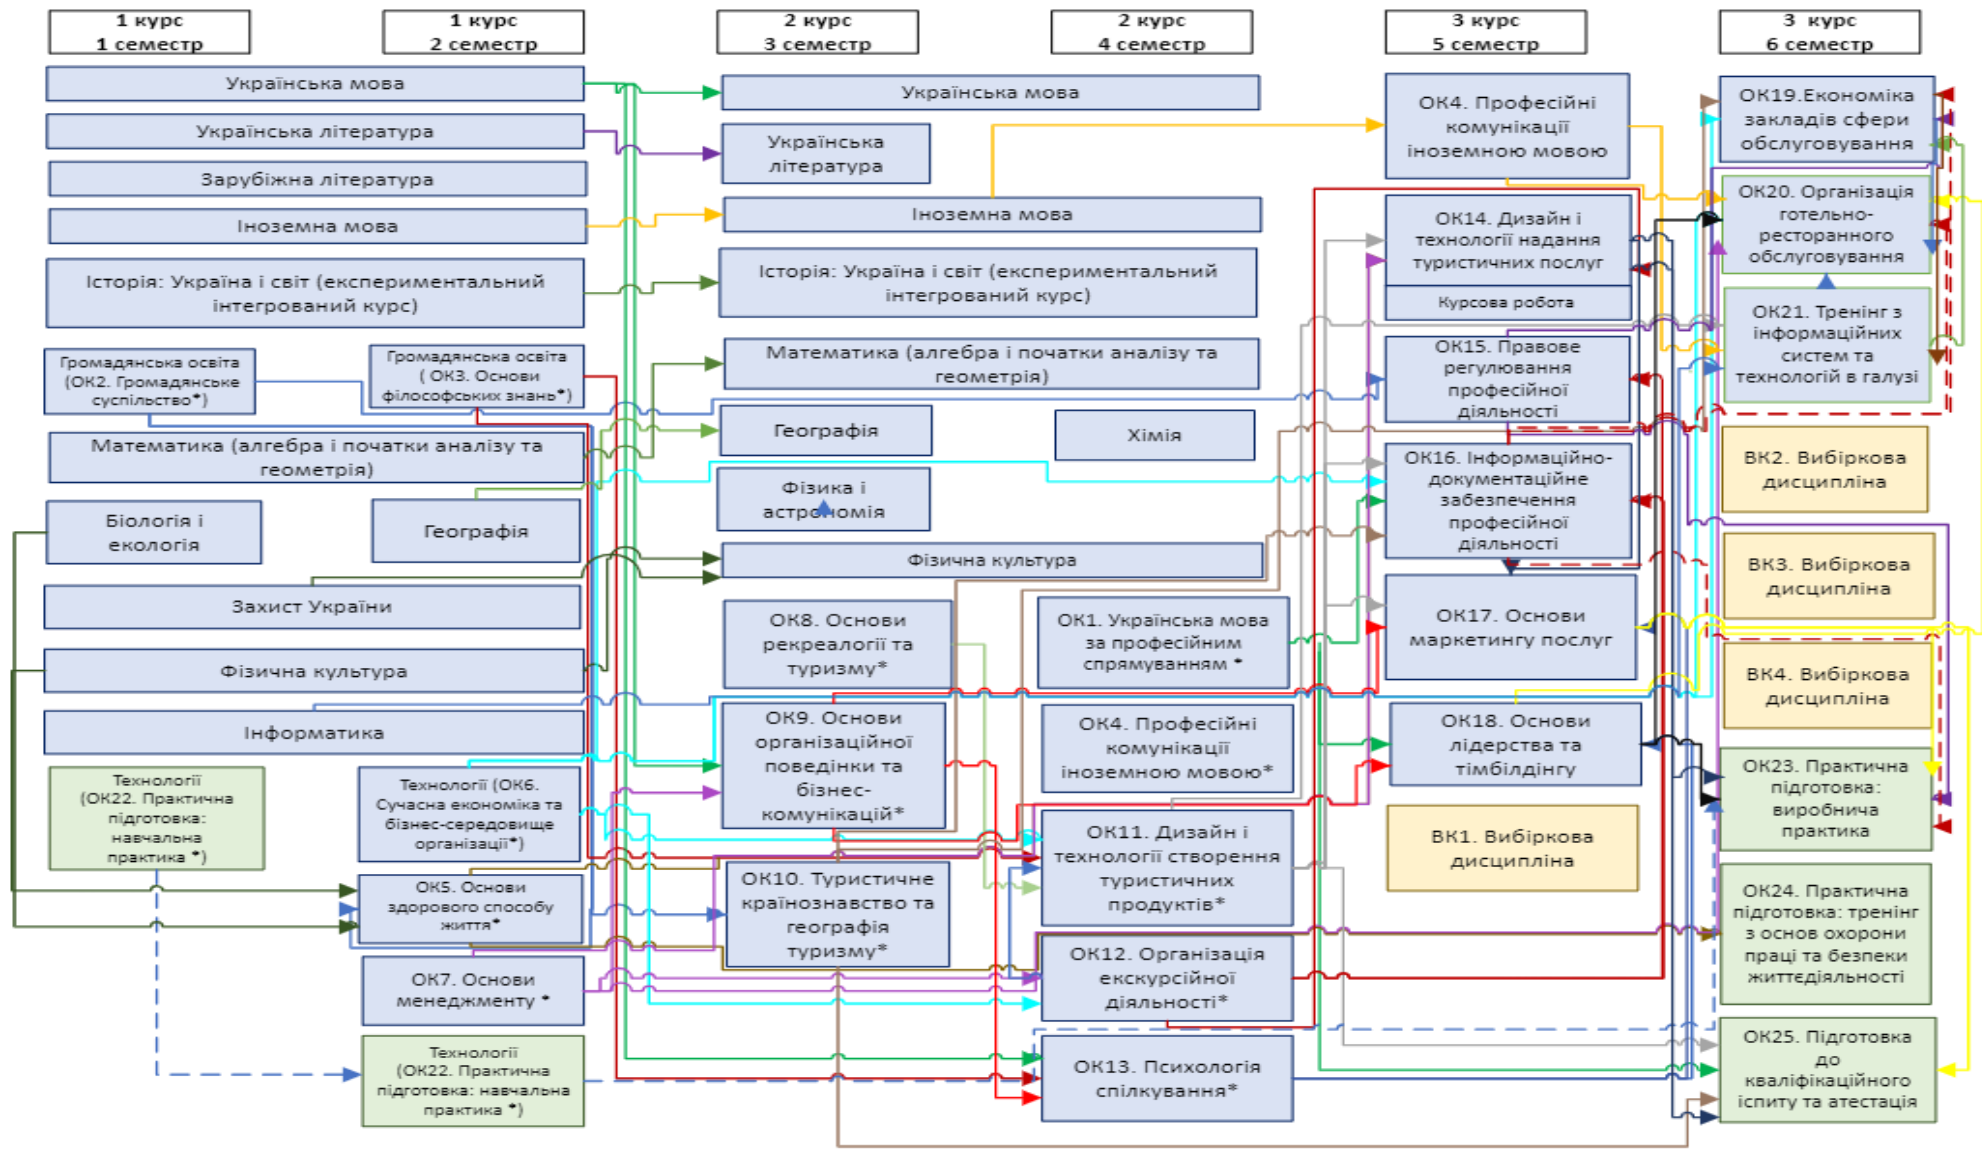 1 курс
1 семестр
1 курс
2 семестр
2 курс
3 семестр
2 курс
4 семестр
3 курс
5 семестр
3 курс
6 семестр
Українська мова
Українська література
Зарубіжна література
Іноземна мова
Історія: Україна і світ (експериментальний
інтегрований курс)
Громадянська освіта
(ОК2. Громадянське
суспільство*)
Громадянська освіта
( ОК3. Основи
філософських знань*)
Математика (алгебра і початки аналізу та
геометрія)
Біологія і
екологія
Географія
Захист України
Фізична культура
Інформатика
Технології
(ОК22. Практична
підготовка:
навчальна
практика *)
Технології (ОК6.
Сучасна економіка та
бізнес-середовище
організації*)
ОК5. Основи
здорового способу
життя*
ОК7. Основи
менеджменту *
Технології
(ОК22. Практична
підготовка: навчальна
практика *)
Українська мова
Українська
література
Іноземна мова
Історія: Україна і світ (експериментальний
інтегрований курс)
Математика (алгебра і початки аналізу та
геометрія)
Географія
Хімія
Фізика і
астрономія
Фізична культура
ОК8. Основи
рекреалогії та
туризму*
ОК9. Основи
організаційної
поведінки та
бізнес-
комунікацій*
ОК10. Туристичне
країнознавство та
географія
туризму*
ОК1. Українська мова
за професійним
спрямуванням *
ОК4. Професійні
комунікації
іноземною мовою*
ОК11. Дизайн і
технології створення
туристичних
продуктів*
ОК12. Організація
екскурсійної
діяльності*
ОК13. Психологія
спілкування*
ОК4. Професійні
комунікації
іноземною мовою
ОК14. Дизайн і
технології надання
туристичних послуг
Курсова робота
ОК15. Правове
регулювання
професійної
діяльності
ОК16. Інформаційно-
документаційне
забезпечення
професійної
діяльності
ОК17. Основи
маркетингу послуг
ОК18. Основи
лідерства та
тімбілдінгу
ВК1. Вибіркова
дисципліна
ОК19.Економіка
закладів сфери
обслуговування
ОК20. Організація
готельно-
ресторанного
обслуговування
ОК21. Тренінг з
інформаційних
систем та
технологій в галузі
ВК2. Вибіркова
дисципліна
ВК3. Вибіркова
дисципліна
ВК4. Вибіркова
дисципліна
ОК23. Практична
підготовка:
виробнича
практика
ОК24. Практична
підготовка: тренінг
з основ охорони
праці та безпеки
життєдіяльності
ОК25. Підготовка
до
кваліфікаційного
іспиту та атестація